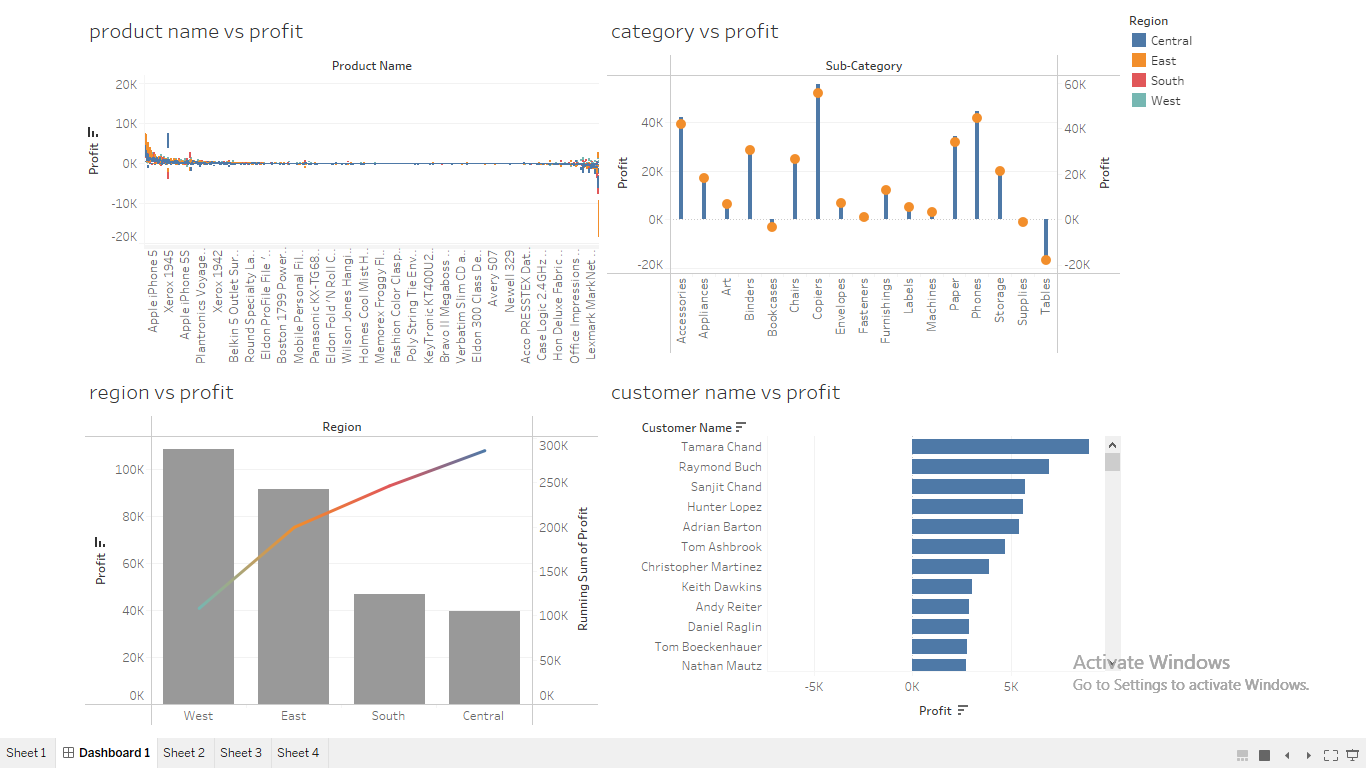 product name vs profit
Product Name
Profit
20K
10K
0K
-10K
-20K
Apple iPhone 5
Xerox 1945
Apple iPhone 5S
Plantronics Voyage..
Xerox 1942
Belkin 5 Outlet Sur..
Round Specialty La..
Eldon ProFile File '..
Boston 1799 Power..
Mobile Personal Fil..
Panasonic KX-TG68..
Eldon Fold 'N Roll C..
Wilson Jones Hangi..
Holmes Cool Mist H..
Memorex Froggy Fl..
Fashion Color Clasp..
Poly String Tie Env..
KeyTronic KT400U2..
Bravo II Megaboss..
Verbatim Slim CD a..
Eldon 300 Class De..
Avery 507
Newell 329
Acco PRESSTEX Dat..
Case Logic 2.4GHz ..
Hon Deluxe Fabric ..
Office Impressions ..
Lexmark MarkNet ..
category vs profit
Sub-Category
Profit
40K
20K
0K
-20K
60K
40K
20K
0K
-20K
Profit
Accessories
Appliances
Art
Binders
Bookcases
Chairs
Copiers
Envelopes
Fasteners
Furnishings
Labels
Machines
Paper
Phones
Storage
Supplies
Tables
Region
Central
East
South
West
region vs profit
Region
Profit
100K
80K
60K
40K
20K
0K
300K
250K
200K
150K
100K
50K
0K
Running Sum of Profit
West
East
South
Central
customer name vs profit
Customer Name
Tamara Chand
Raymond Buch
Sanjit Chand
Hunter Lopez
Adrian Barton
Tom Ashbrook
Christopher Martinez
Keith Dawkins
Andy Reiter
Daniel Raglin
Tom Boeckenhauer
Nathan Mautz
-5K
0K
5K
Profit
Activate Windows
Go to Settings to activate Windows.
Sheet 1
Dashboard 1
Sheet 2
Sheet 3
Sheet 4